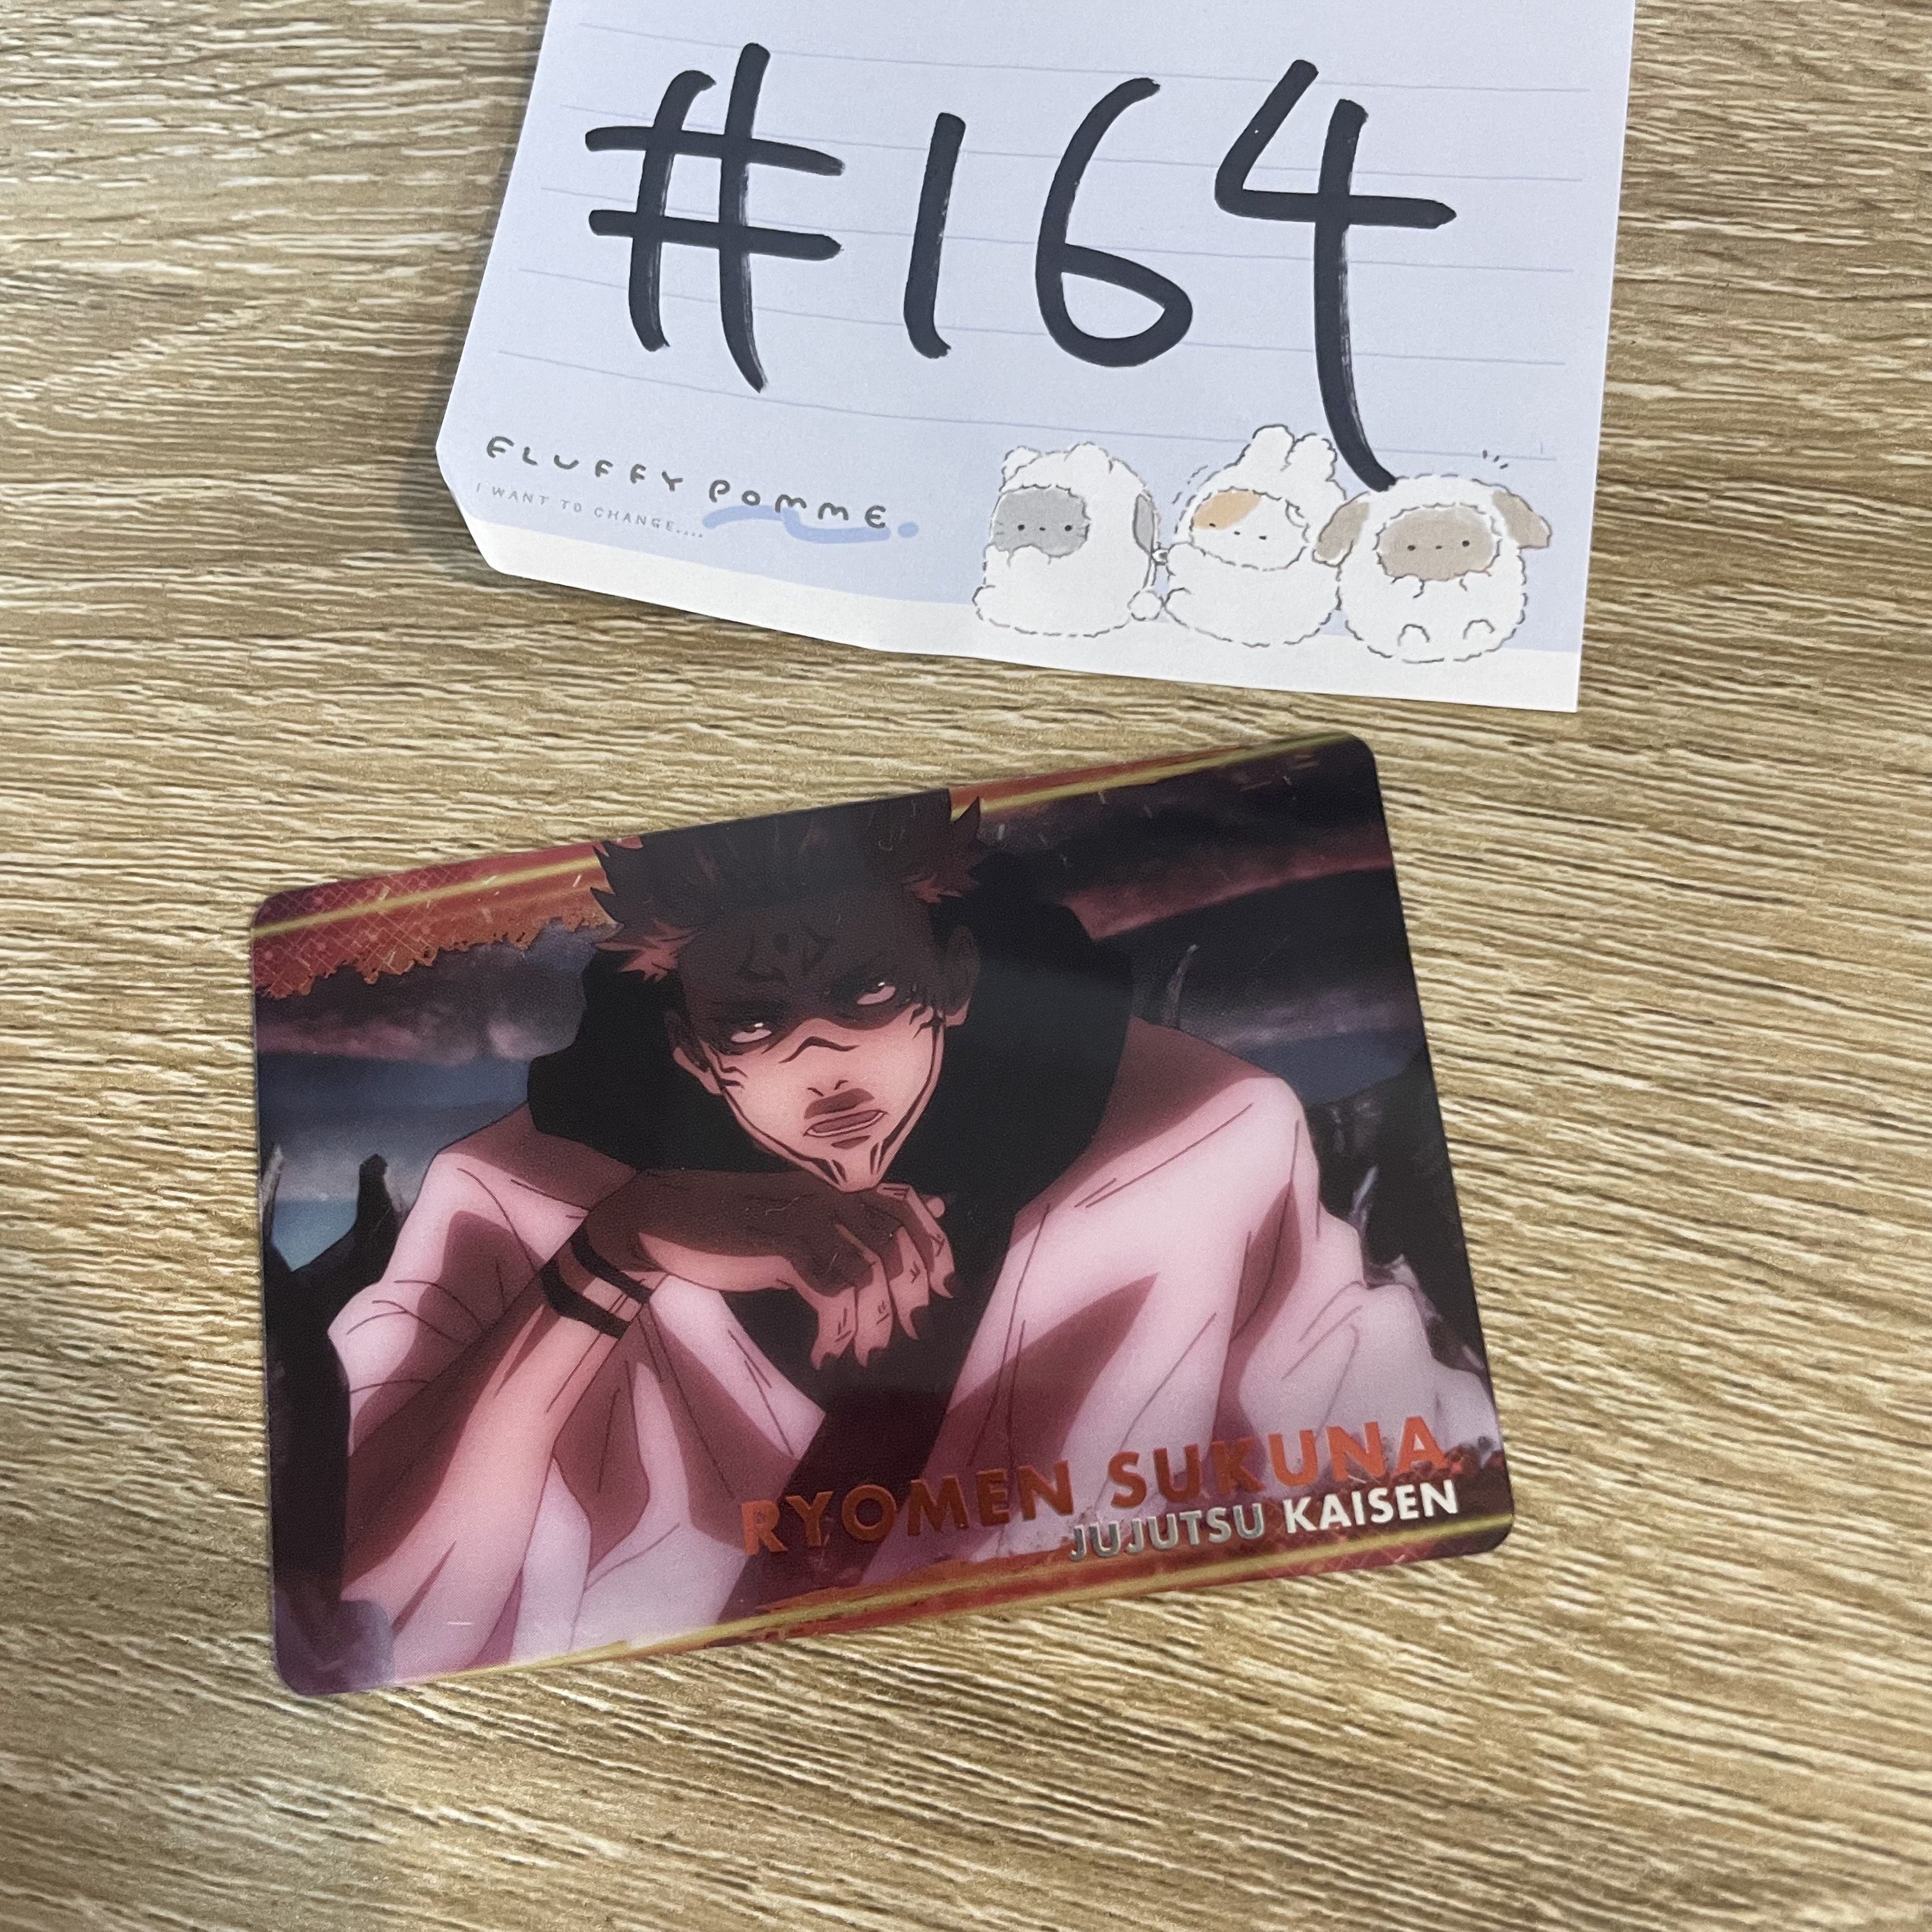 #164
FLUFFY POMME.
I WANT TO CHANGE....
RYOMEN SUKUNA
JUJUTSU KAISEN